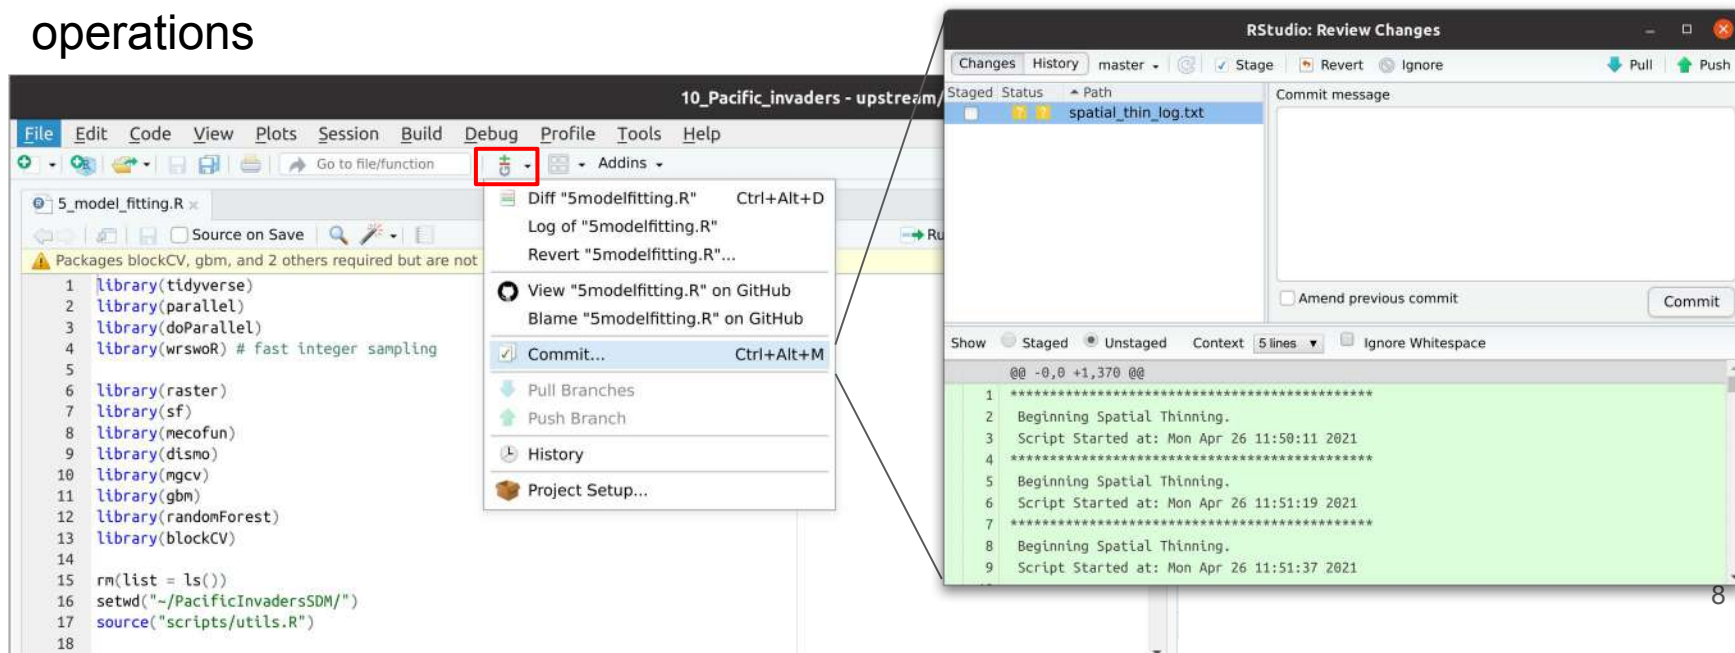 operations
10_Pacific_invaders - upstream/
File Edit Code View Plots Session Build Debug Profile Tools Help
Go to file/function
Addins
5_model_fitting.R
Source on Save
Ru
Packages blockCV, gbm, and 2 others required but are not
1 library(tidyverse)
2 library(parallel)
3 library(doParallel)
4 library(wrswoR) # fast integer sampling
5
6 library(raster)
7 library(sf)
8 library(mecofun)
9 library(dismo)
10 library(mgcv)
11 library(gbm)
12 library(randomForest)
13 library(blockCV)
14
15 rm(list = ls())
16 setwd("~/PacificInvadersSDM/")
17 source("scripts/utils.R")
18
Diff "5modelfitting.R" Ctrl+Alt+D
Log of "5modelfitting.R"
Revert "5modelfitting.R"...
View "5modelfitting.R" on GitHub
Blame "5modelfitting.R" on GitHub
Commit... Ctrl+Alt+M
Pull Branches
Push Branch
History
Project Setup...
RStudio: Review Changes
Changes History master Stage Revert Ignore Pull Push
Staged Status Path
spatial_thin_log.txt
Commit message
Amend previous commit
Commit
Show Staged Unstaged Context 5 lines Ignore Whitespace
@@ -0,0 +1,370 @@
1 **********************************************
2 Beginning Spatial Thinning.
3 Script Started at: Mon Apr 26 11:50:11 2021
4 **********************************************
5 Beginning Spatial Thinning.
6 Script Started at: Mon Apr 26 11:51:19 2021
7 **********************************************
8 Beginning Spatial Thinning.
9 Script Started at: Mon Apr 26 11:51:37 2021
8